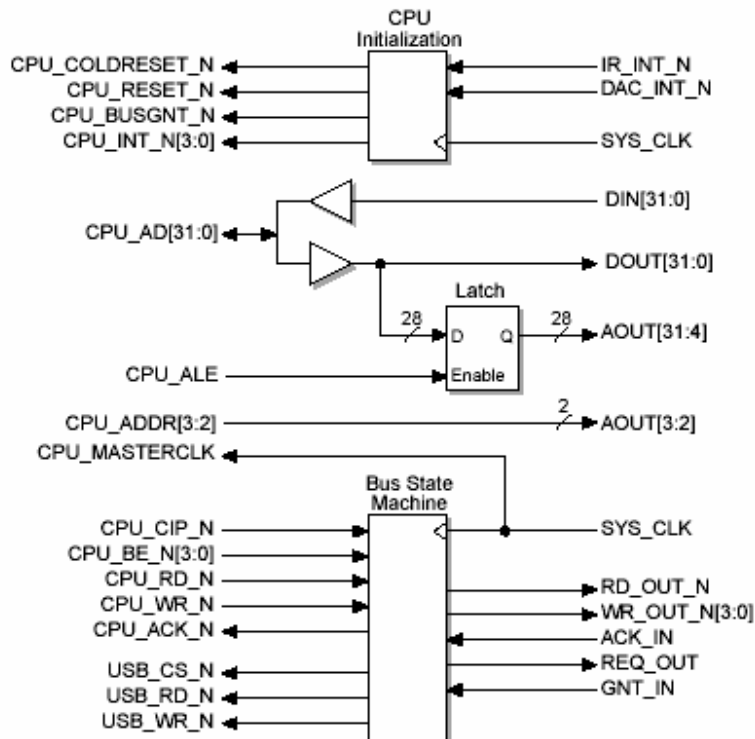 CPU
Initialization
CPU_COLDRESET_N
IR_INT_N
CPU_RESET_N
DAC_INT_N
CPU_BUSGNT_N
CPU_INT_N[3:0]
SYS_CLK
DIN[31:0]
CPU_AD[31:0]
DOUT[31:0]
Latch
28
D
Q
28
AOUT[31:4]
CPU_ALE
Enable
CPU_ADDR[3:2]
2
AOUT[3:2]
CPU_MASTERCLK
Bus State
Machine
CPU_CIP_N
SYS_CLK
CPU_BE_N[3:0]
CPU_RD_N
RD_OUT_N
CPU_WR_N
WR_OUT_N[3:0]
CPU_ACK_N
ACK_IN
REQ_OUT
USB_CS_N
GNT_IN
USB_RD_N
USB_WR_N